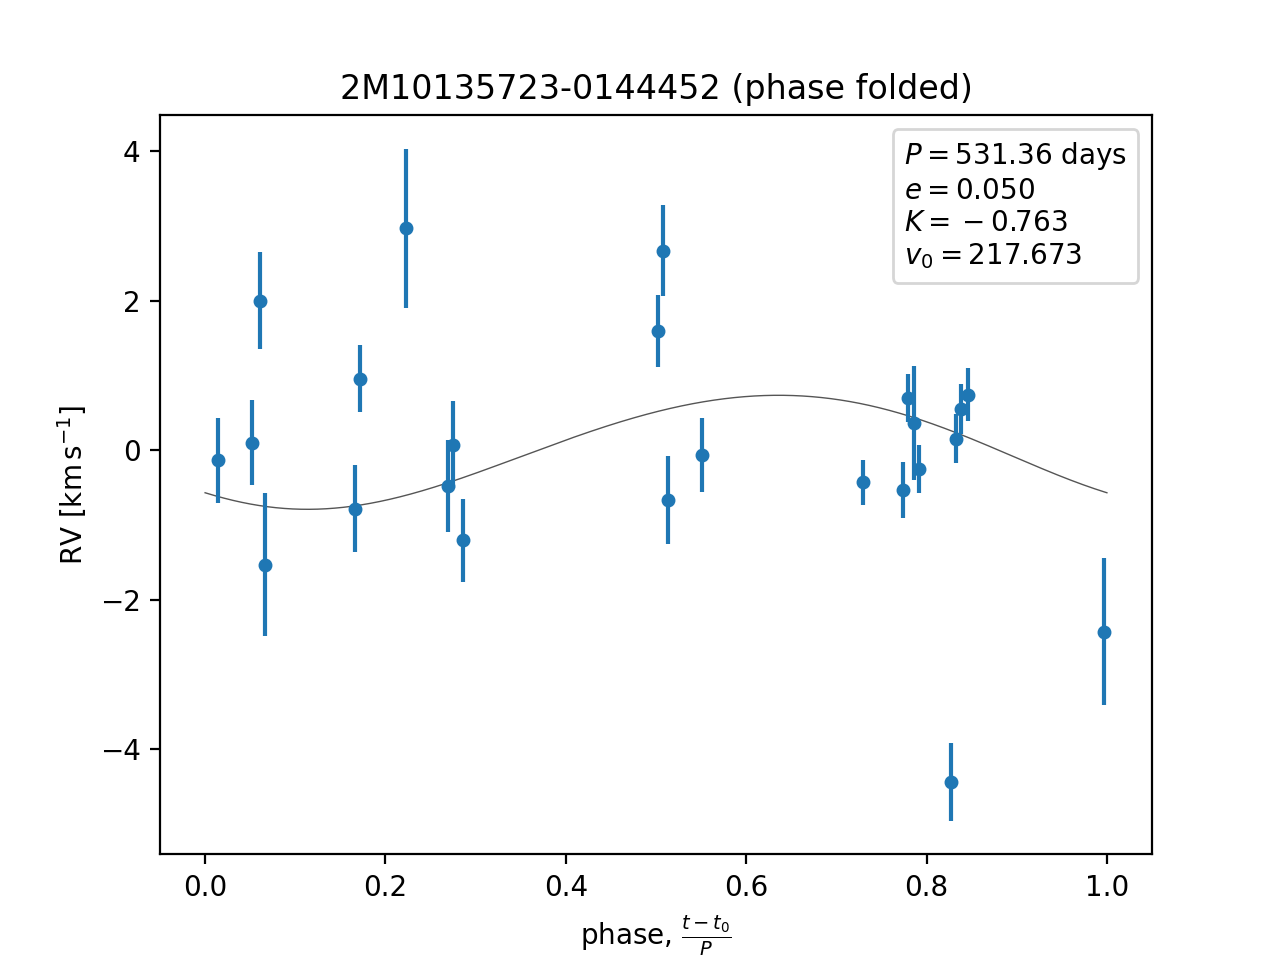 2M10135723-0144452 (phase folded)
P = 531.36 days
e = 0.050
K = −0.763
v₀ = 217.673
RV [km s⁻¹]
4
2
0
−2
−4
0.0 0.2 0.4 0.6 0.8 1.0
phase, (t − t₀)/P